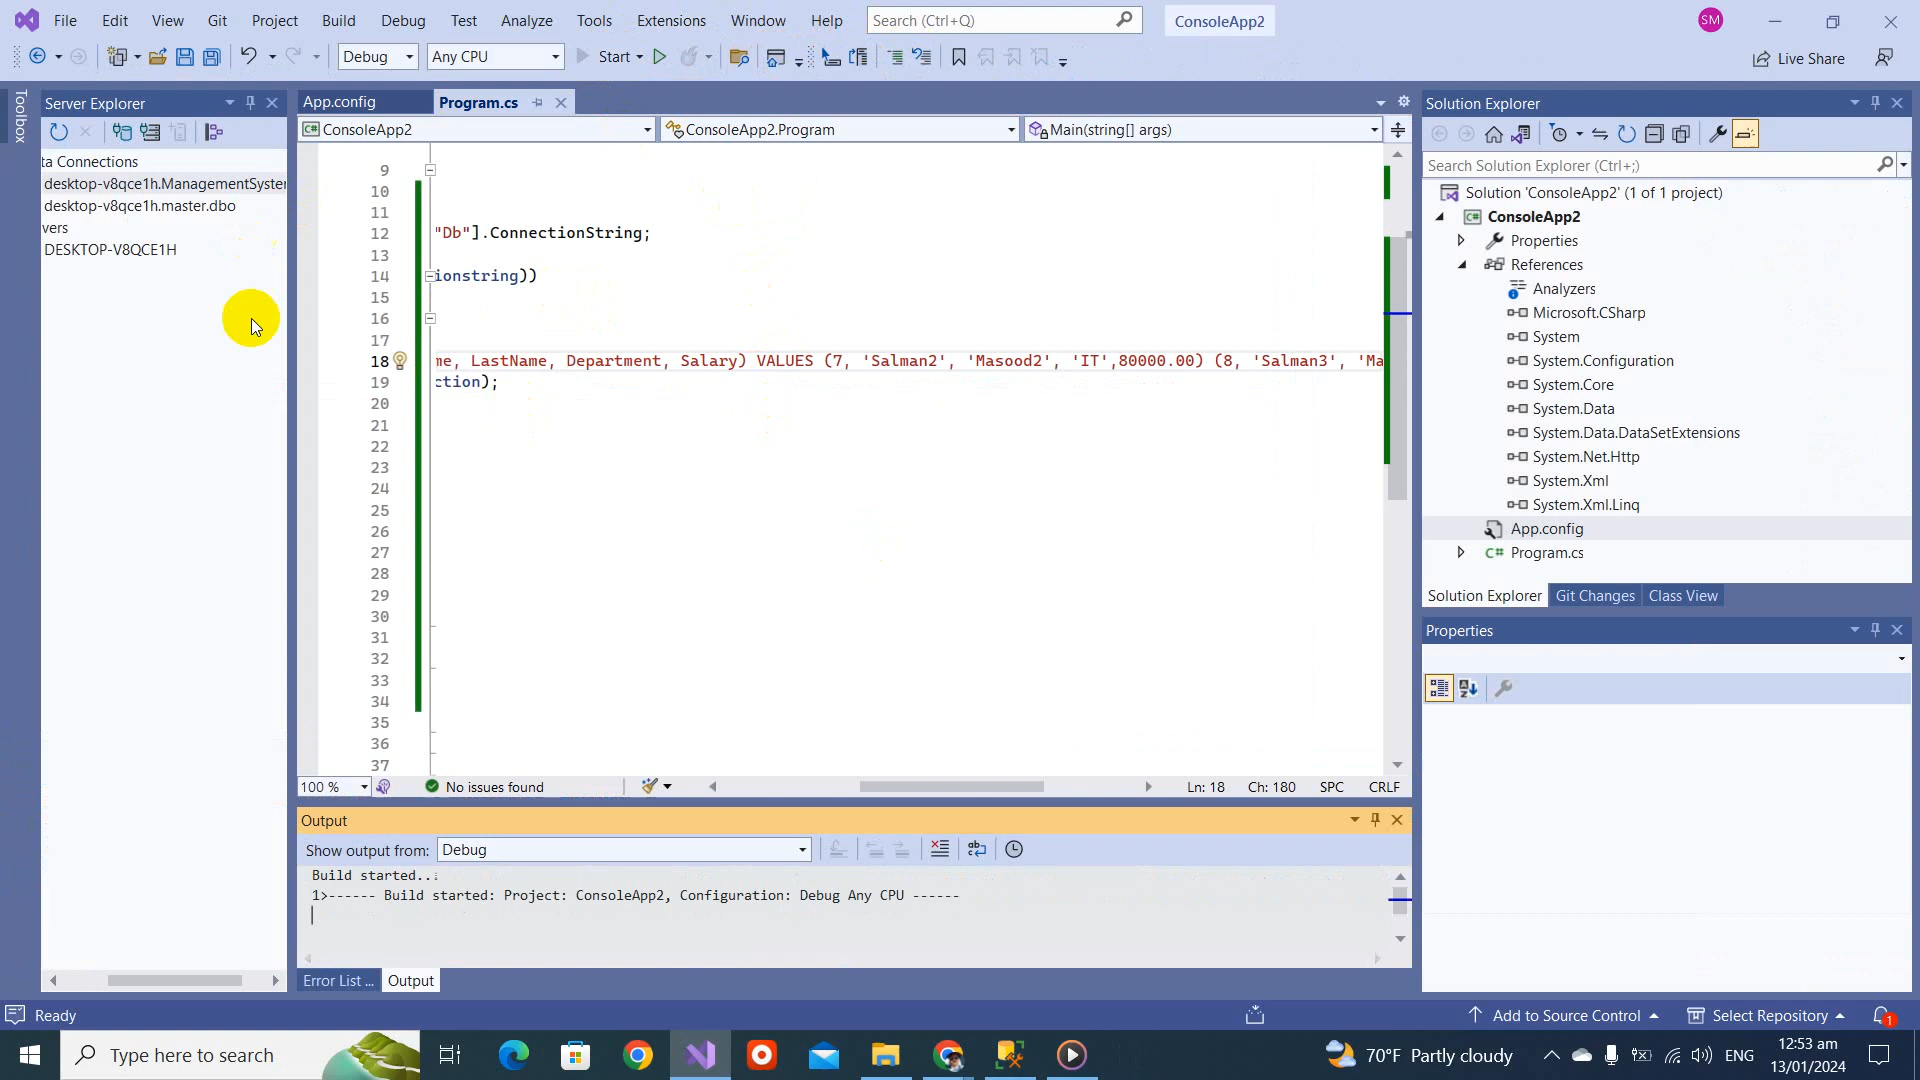 File Edit View Git Project Build Debug Test Analyze Tools Extensions Window Help Search (Ctrl+Q) ConsoleApp2 SM
Debug Any CPU Start Live Share
Toolbox
Server Explorer
ta Connections
desktop-v8qce1h.ManagementSyster
desktop-v8qce1h.master.dbo
vers
DESKTOP-V8QCE1H
App.config Program.cs
ConsoleApp2 ConsoleApp2.Program Main(string[] args)
9
10
11
12 "Db"].ConnectionString;
13
14 ionstring))
15
16
17
18 me, LastName, Department, Salary) VALUES (7, 'Salman2', 'Masood2', 'IT',80000.00) (8, 'Salman3', 'Ma
19 ction);
20
21
22
23
24
25
26
27
28
29
30
31
32
33
34
35
36
37
100 % No issues found Ln: 18 Ch: 180 SPC CRLF
Output
Show output from: Debug
Build started...
1>------ Build started: Project: ConsoleApp2, Configuration: Debug Any CPU ------
Error List ... Output
Solution Explorer
Search Solution Explorer (Ctrl+;)
Solution 'ConsoleApp2' (1 of 1 project)
ConsoleApp2
Properties
References
Analyzers
Microsoft.CSharp
System
System.Configuration
System.Core
System.Data
System.Data.DataSetExtensions
System.Net.Http
System.Xml
System.Xml.Linq
App.config
C# Program.cs
Solution Explorer Git Changes Class View
Properties
Ready Add to Source Control Select Repository 1
Type here to search 70°F Partly cloudy ENG 12:53 am
13/01/2024